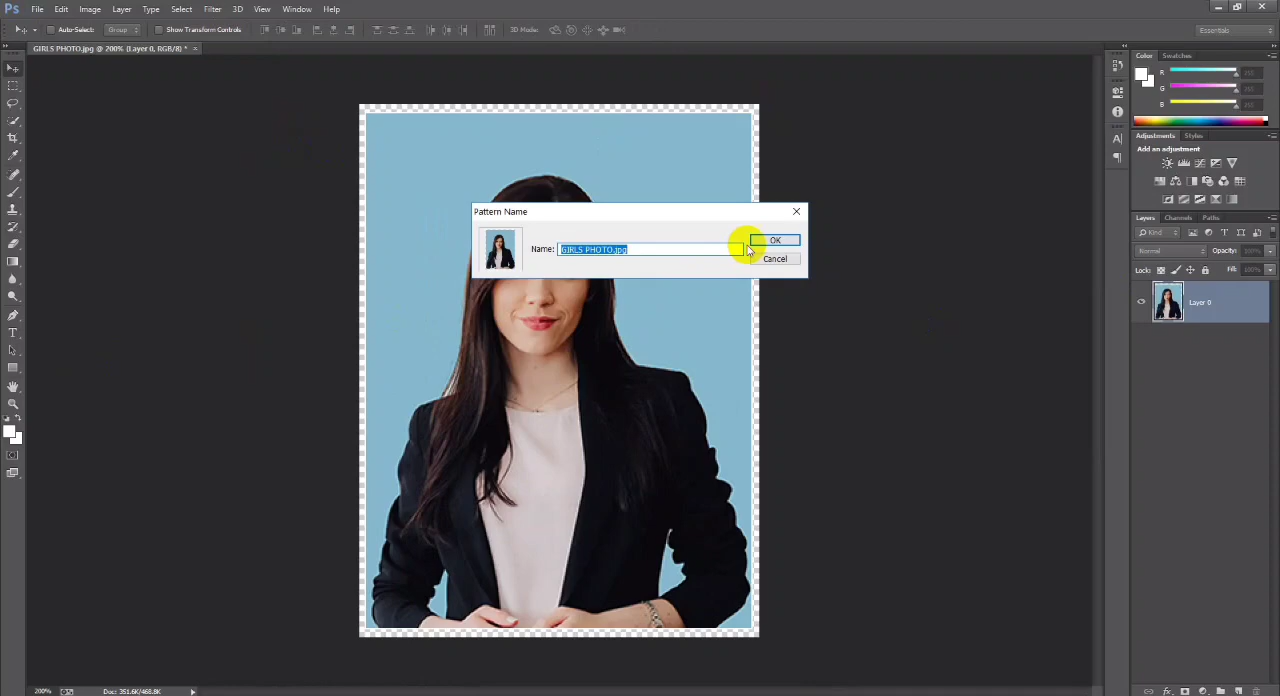 Ps File Edit Image Layer Type Select Filter 3D View Window Help
Auto-Select: Group Show Transform Controls 3D Mode: Essentials
GIRLS PHOTO.jpg @ 200% (Layer 0, RGB/8) * ×
Color Swatches
R
G
B
Adjustments Styles
Add an adjustment
Pattern Name
Name: GIRLS PHOTO.jpg OK
Cancel
Layers Channels Paths
Kind
Normal Opacity: 100%
Lock: Fill: 100%
Layer 0
200% Doc: 351.6K/468.8K